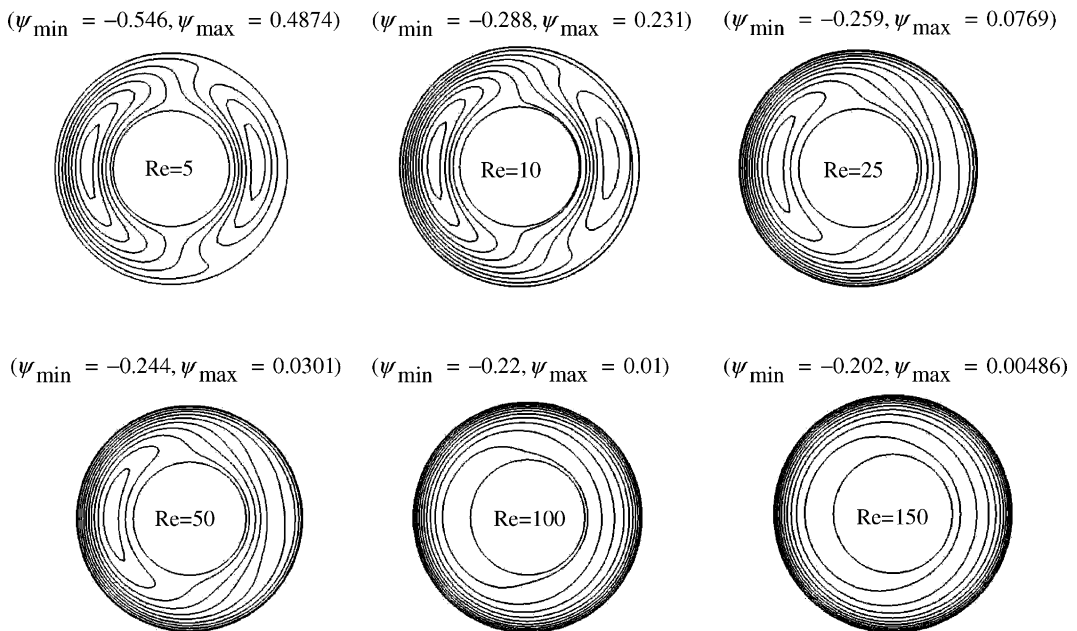 (ψmin = −0.546, ψmax = 0.4874)
(ψmin = −0.288, ψmax = 0.231)
(ψmin = −0.259, ψmax = 0.0769)
Re=5
Re=10
Re=25
(ψmin = −0.244, ψmax = 0.0301)
(ψmin = −0.22, ψmax = 0.01)
(ψmin = −0.202, ψmax = 0.00486)
Re=50
Re=100
Re=150